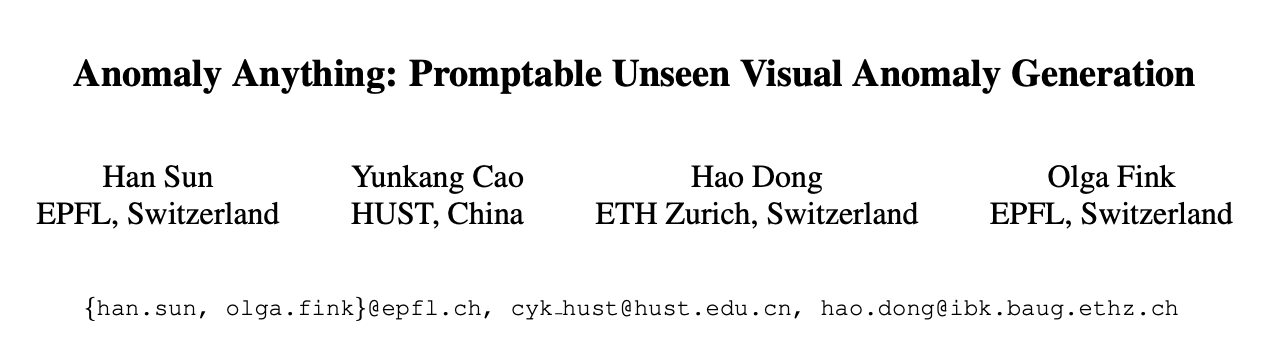 Anomaly Anything: Promptable Unseen Visual Anomaly Generation
Han Sun Yunkang Cao Hao Dong Olga Fink
EPFL, Switzerland HUST, China ETH Zurich, Switzerland EPFL, Switzerland
{han.sun, olga.fink}@epfl.ch, cyk_hust@hust.edu.cn, hao.dong@ibk.baug.ethz.ch